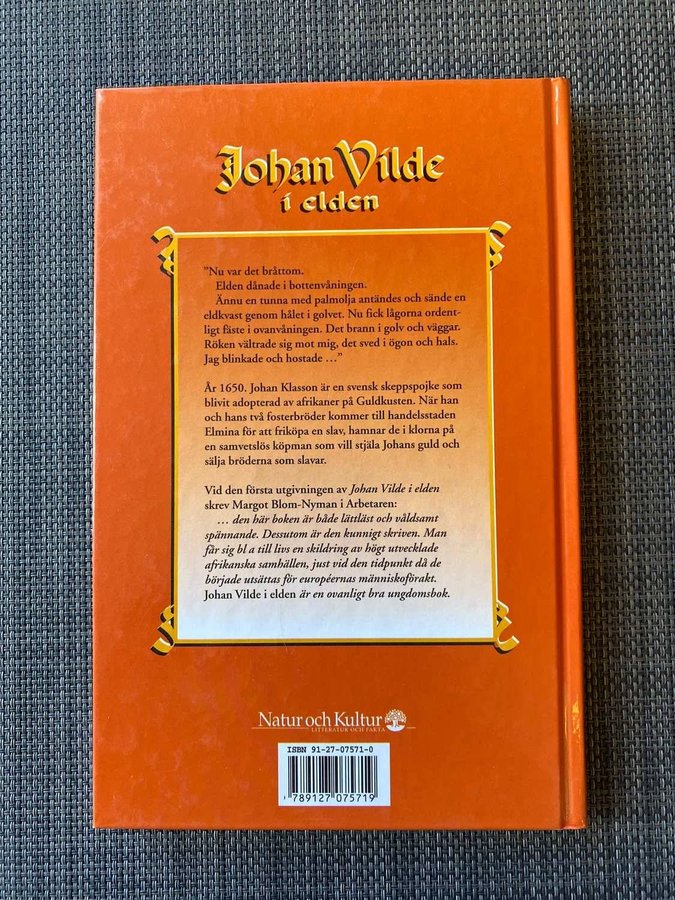 Johan Vilde
i elden
”Nu var det bråttom.
Elden dånade i bottenvåningen.
Ännu en tunna med palmolja antändes och sände en
eldkvast genom hålet i golvet. Nu fick lågorna ordent-
ligt fäste i ovanvåningen. Det brann i golv och väggar.
Röken vältrade sig mot mig, det sved i ögon och hals.
Jag blinkade och hostade …”
År 1650. Johan Klasson är en svensk skeppspojke som
blivit adopterad av afrikaner på Guldkusten. När han
och hans två fosterbröder kommer till handelsstaden
Elmina för att friköpa en slav, hamnar de i klorna på
en samvetslös köpman som vill stjäla Johans guld och
sälja bröderna som slavar.
Vid den första utgivningen av Johan Vilde i elden
skrev Margot Blom-Nyman i Arbetaren:
… den här boken är både lättläst och våldsamt
spännande. Dessutom är den kunnigt skriven. Man
får sig bl a till livs en skildring av högt utvecklade
afrikanska samhällen, just vid den tidpunkt då de
började utsättas för européernas människoförakt.
Johan Vilde i elden är en ovanligt bra ungdomsbok.
Natur och Kultur
LITTERATUR OCH FAKTA
ISBN 91-27-07571-0
789127 075719